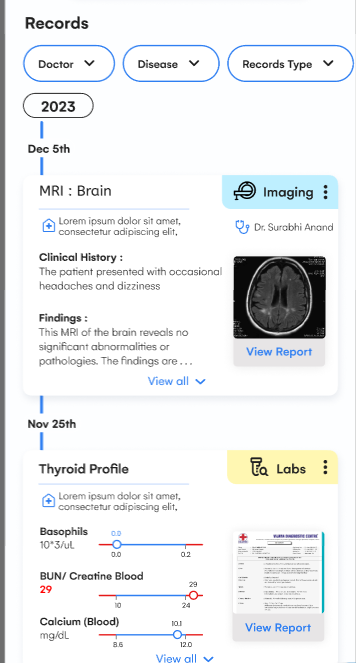 Records
Doctor
Disease
Records Type
2023
Dec 5th
MRI : Brain
Imaging
Lorem ipsum dolor sit amet,
consectetur adipiscing elit,
Dr. Surabhi Anand
Clinical History :
The patient presented with occasional
headaches and dizziness
Findings :
This MRI of the brain reveals no
significant abnormalities or
pathologies. The findings are . . .
View Report
View all
Nov 25th
Thyroid Profile
Labs
Lorem ipsum dolor sit amet,
consectetur adipiscing elit,
Basophils
10*3/uL
0.0
0.0
0.2
BUN/ Creatine Blood
29
29
10
24
Calcium (Blood)
mg/dL
10.1
8.6
12.0
View Report
View all